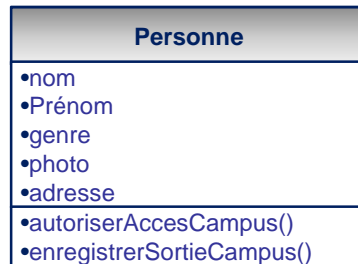 Personne
•nom
•Prénom
•genre
•photo
•adresse
•autoriserAccesCampus()
•enregistrerSortieCampus()